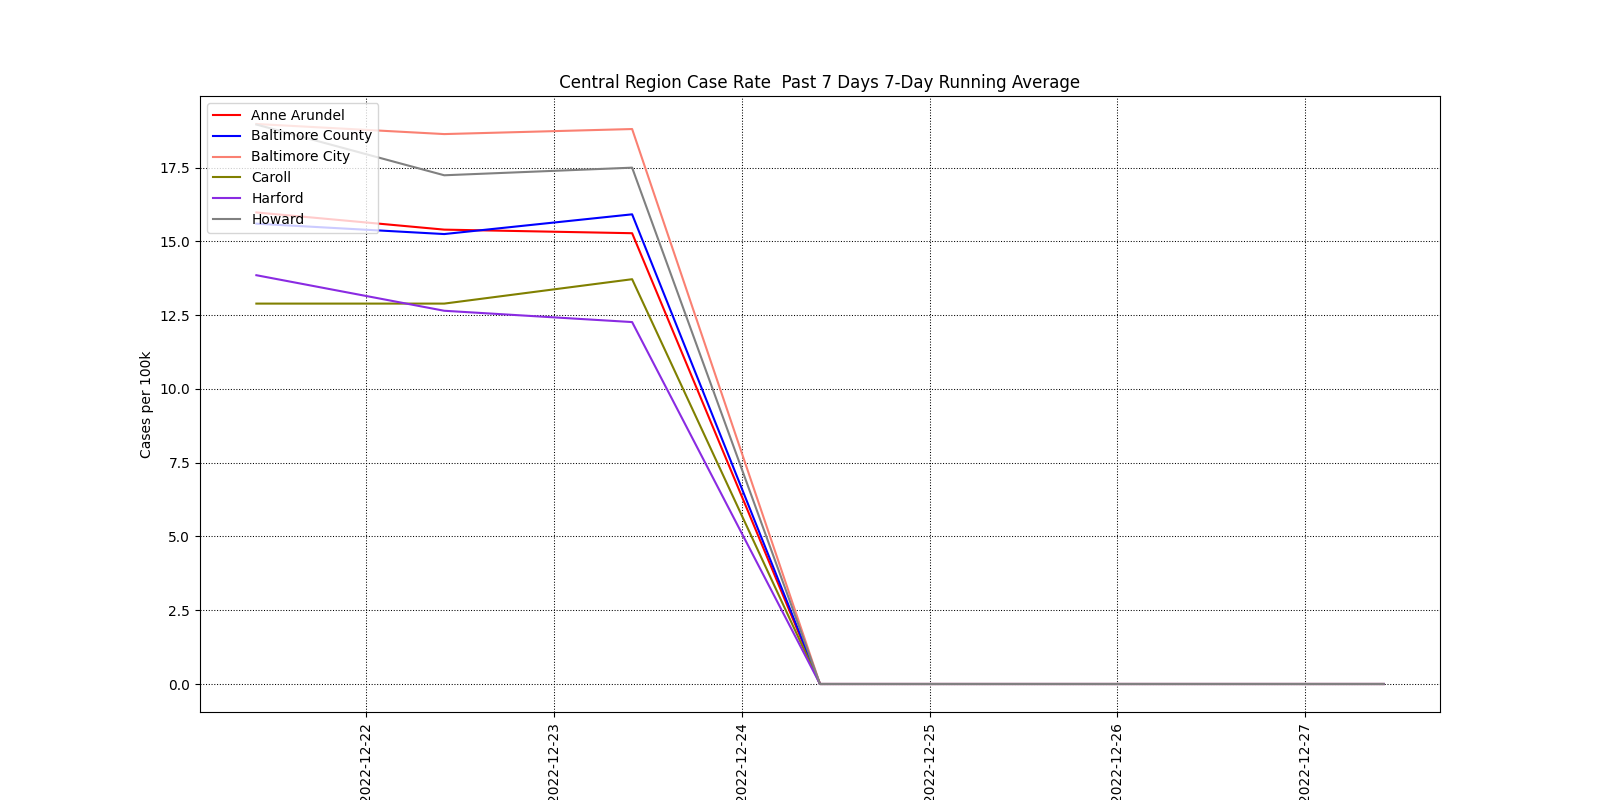 Central Region Case Rate  Past 7 Days 7-Day Running Average
Anne Arundel
Baltimore County
Baltimore City
Caroll
Harford
Howard
Cases per 100k
17.5
15.0
12.5
10.0
7.5
5.0
2.5
0.0
2022-12-22
2022-12-23
2022-12-24
2022-12-25
2022-12-26
2022-12-27